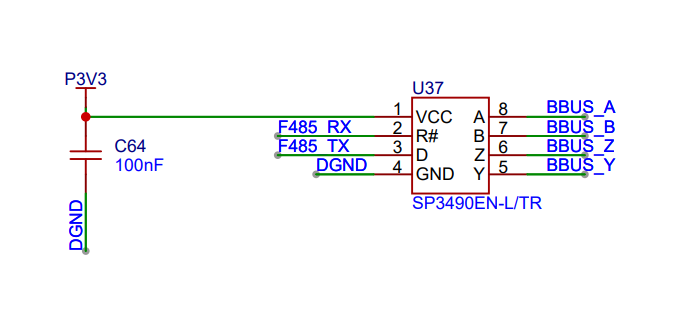 P3V3
U37
1 VCC A 8 BBUS_A
F485_RX 2 R# B 7 BBUS_B
F485_TX 3 D Z 6 BBUS_Z
DGND 4 GND Y 5 BBUS_Y
SP3490EN-L/TR
C64
100nF
DGND